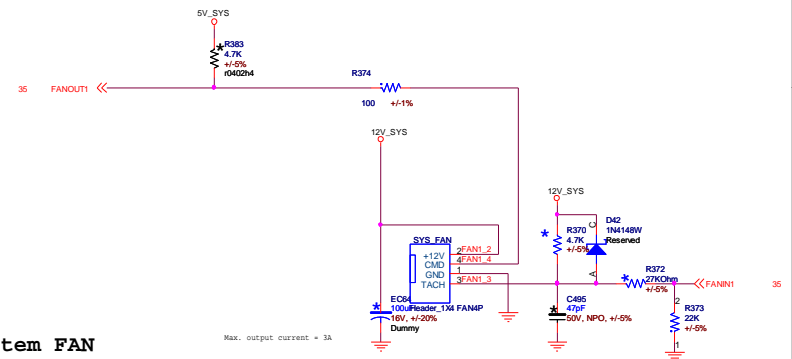 5V_SYS
R383
4.7K
+/-5%
r0402h4
35 FANOUT1
R374
100 +/-1%
12V_SYS
12V_SYS
SYS_FAN
+12V
CMD
GND
TACH
2
4
1
3
FAN1_2
FAN1_4
FAN1_3
R370
4.7K
+/-5%
C
D42
1N4148W
Reserved
A
R372
27KOhm
+/-5%
FANIN1 35
EC64
100uF
Header_1X4 FAN4P
16V, +/-20%
Dummy
C495
47pF
50V, NPO, +/-5%
2
R373
22K
+/-5%
1
tem FAN
Max. output current = 3A